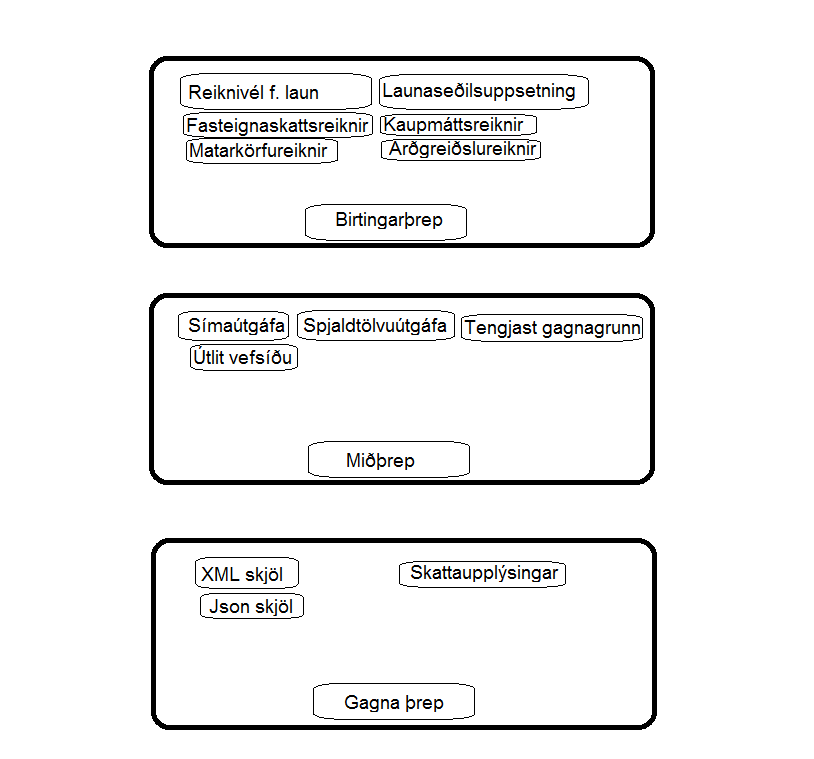 Reiknivél f. laun
Launaseðilsuppsetning
Fasteignaskattsreiknir
Kaupmáttsreiknir
Matarkörfureiknir
Arðgreiðslureiknir
Birtingarþrep
Símaútgáfa
Spjaldtölvuútgáfa
Tengjast gagnagrunn
Útlit vefsíðu
Miðþrep
XML skjöl
Skattaupplýsingar
Json skjöl
Gagna þrep